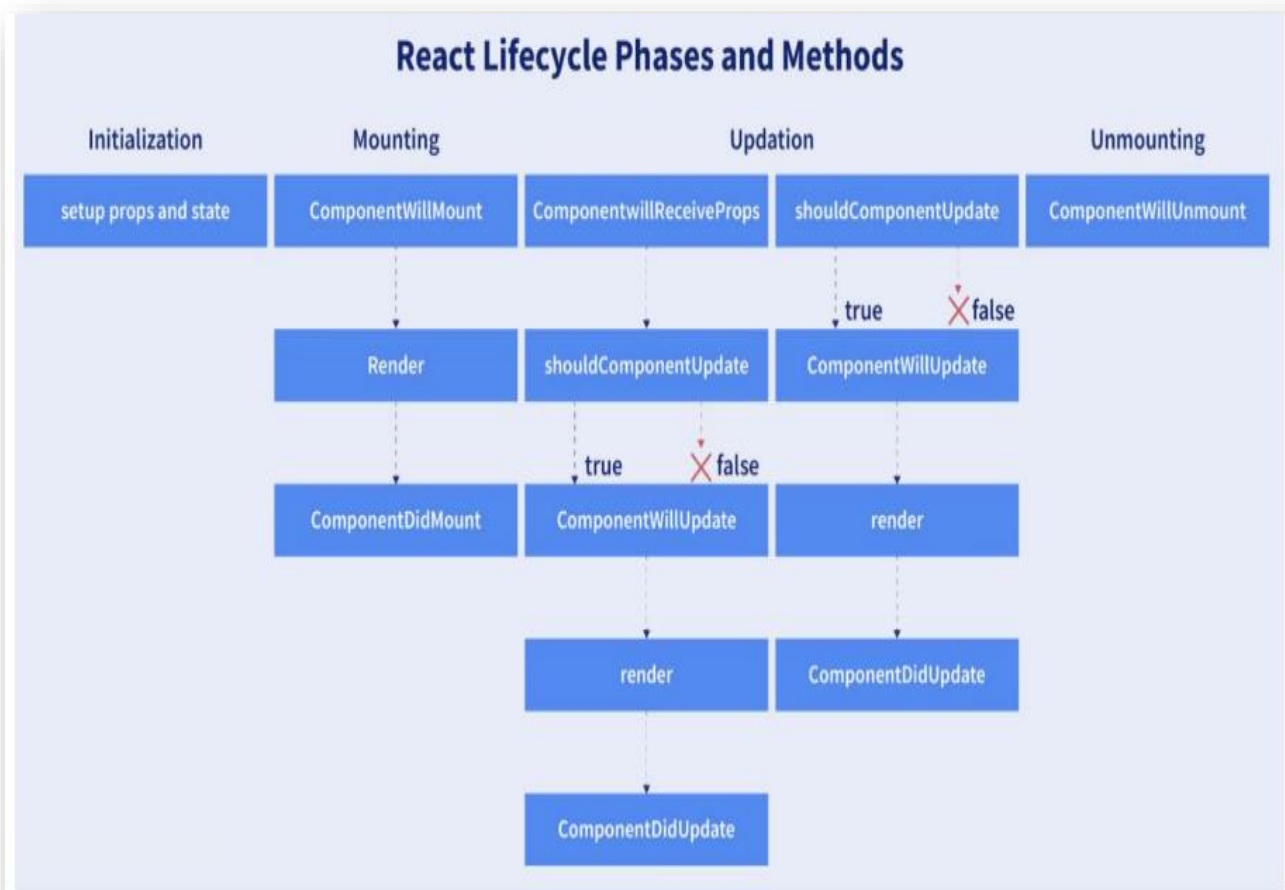 React Lifecycle Phases and Methods
Initialization
Mounting
Updation
Unmounting
setup props and state
ComponentWillMount
ComponentwillReceiveProps
shouldComponentUpdate
ComponentWillUnmount
true
false
Render
shouldComponentUpdate
ComponentWillUpdate
true
false
ComponentDidMount
ComponentWillUpdate
render
render
ComponentDidUpdate
ComponentDidUpdate